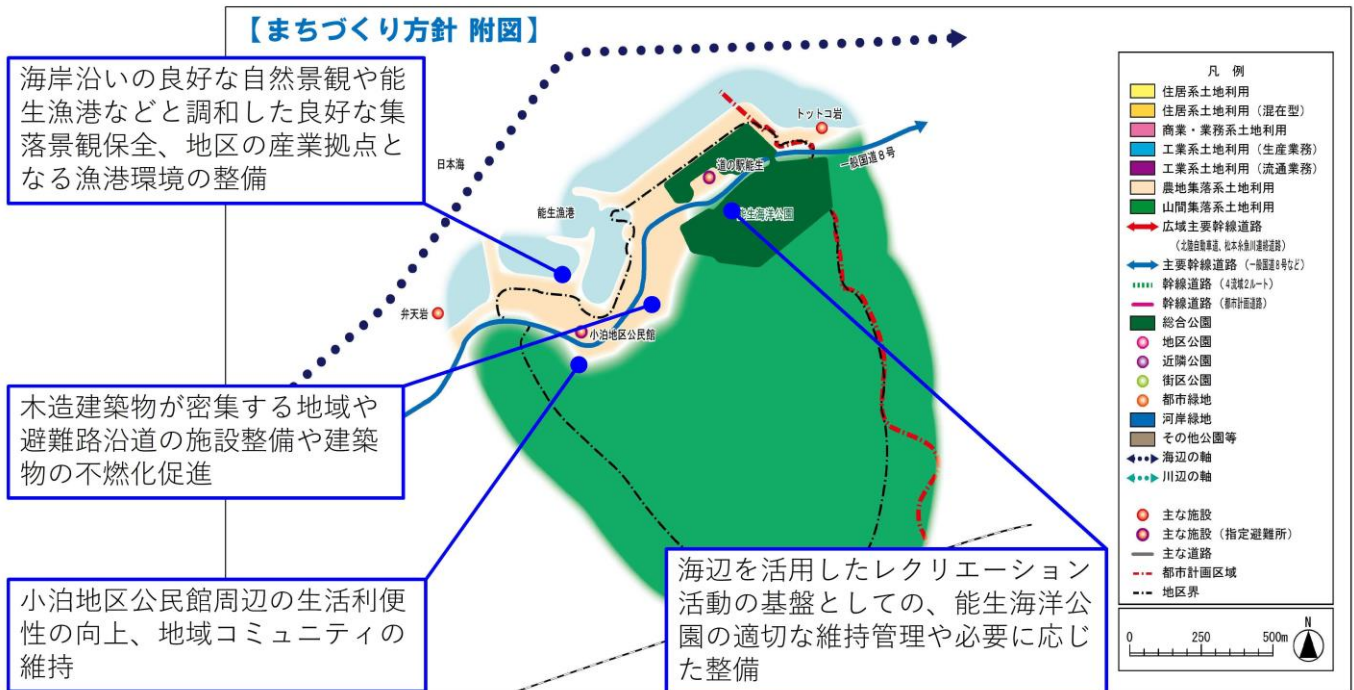 【まちづくり方針 附図】
海岸沿いの良好な自然景観や能
生漁港などと調和した良好な集
落景観保全、地区の産業拠点と
なる漁港環境の整備
日本海
トットコ岩
一般国道8号
道の駅能生
能生海洋公園
能生漁港
弁天岩
小泊地区公民館
木造建築物が密集する地域や
避難路沿道の施設整備や建築
物の不燃化促進
小泊地区公民館周辺の生活利便
性の向上、地域コミュニティの
維持
海辺を活用したレクリエーション
活動の基盤としての、能生海洋公
園の適切な維持管理や必要に応じ
た整備
凡 例
住居系土地利用
住居系土地利用（混在型）
商業・業務系土地利用
工業系土地利用（生産業務）
工業系土地利用（流通業務）
農地集落系土地利用
山間集落系土地利用
広域主要幹線道路
（北陸自動車道、松本糸魚川連絡道路）
主要幹線道路（一般国道8号など）
幹線道路（4流域2ルート）
幹線道路（都市計画道路）
総合公園
地区公園
近隣公園
街区公園
都市緑地
河岸緑地
その他公園等
海辺の軸
川辺の軸
主な施設
主な施設（指定避難所）
主な道路
都市計画区域
地区界
0 250 500m
N